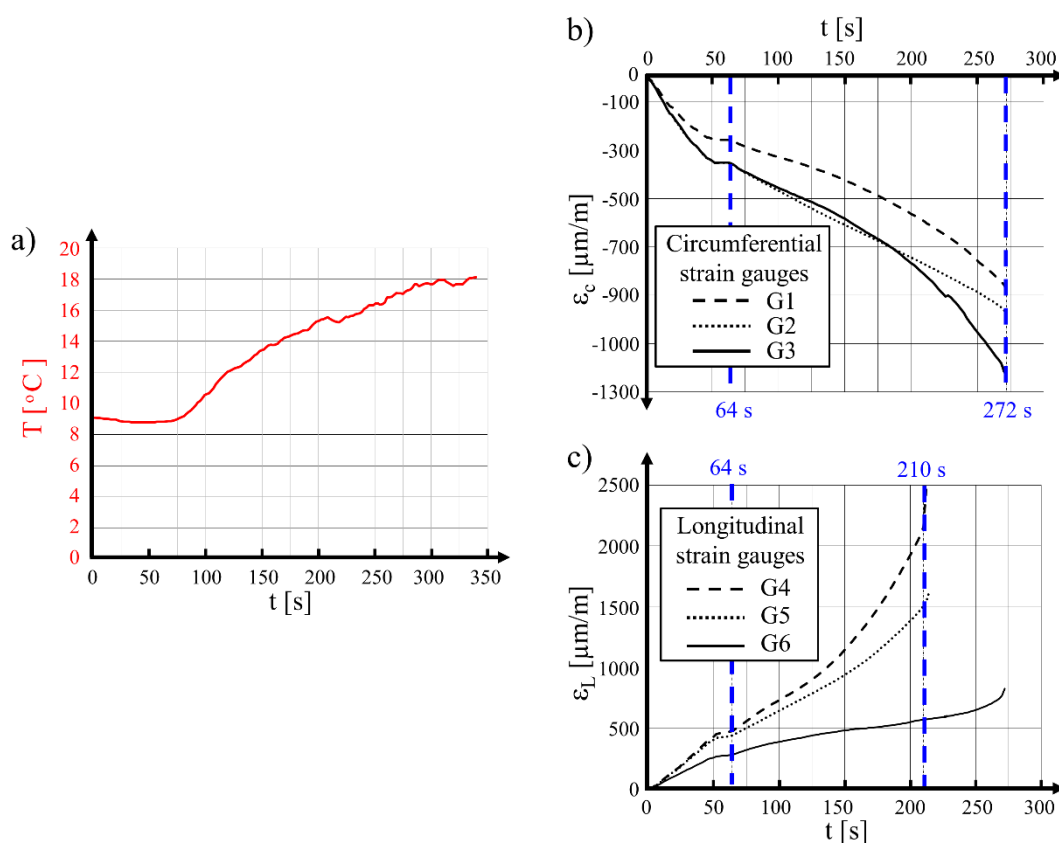 a)
T [°C]
20
18
16
14
12
10
8
6
4
2
0
0 50 100 150 200 250 300 350
t [s]
b)
t [s]
0 50 100 150 200 250 300
0
-100
-300
-500
-700
-900
-1100
-1300
ε_c [µm/m]
Circumferential
strain gauges
G1
G2
G3
64 s
272 s
c)
64 s
210 s
2500
2000
1500
1000
500
0
ε_L [µm/m]
Longitudinal
strain gauges
G4
G5
G6
0 50 100 150 200 250 300
t [s]